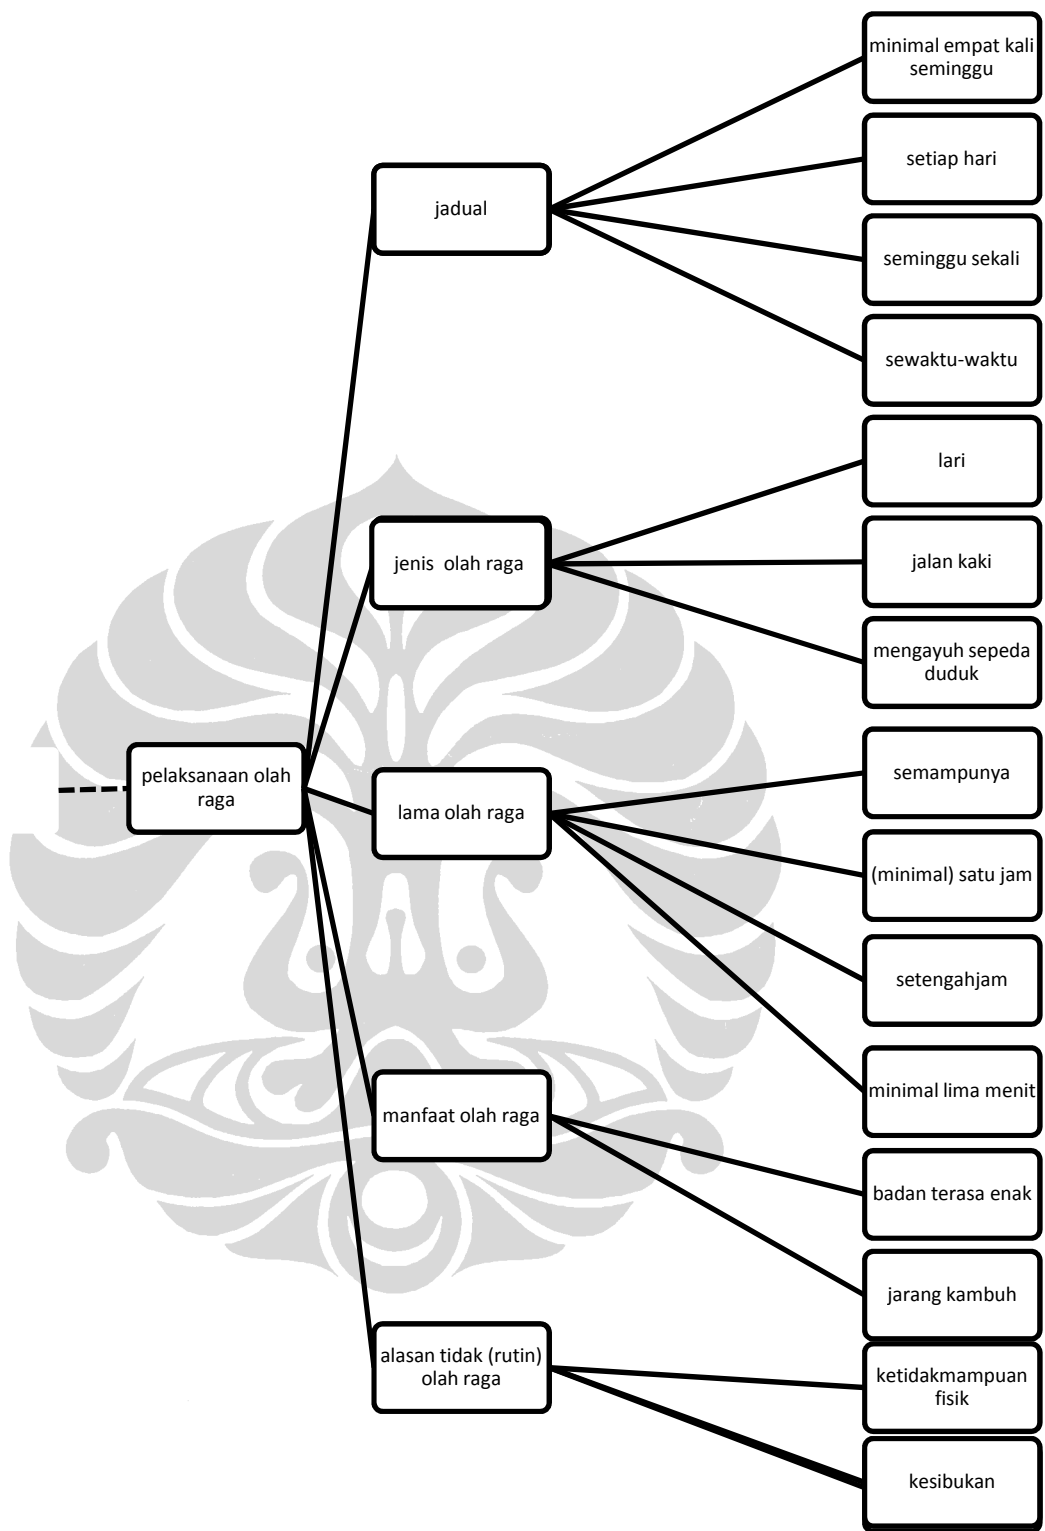 minimal empat kali
seminggu
setiap hari
jadual
seminggu sekali
sewaktu-waktu
lari
jenis olah raga
jalan kaki
mengayuh sepeda
duduk
pelaksanaan olah
raga
semampunya
lama olah raga
(minimal) satu jam
setengahjam
minimal lima menit
manfaat olah raga
badan terasa enak
jarang kambuh
alasan tidak (rutin)
olah raga
ketidakmampuan
fisik
kesibukan